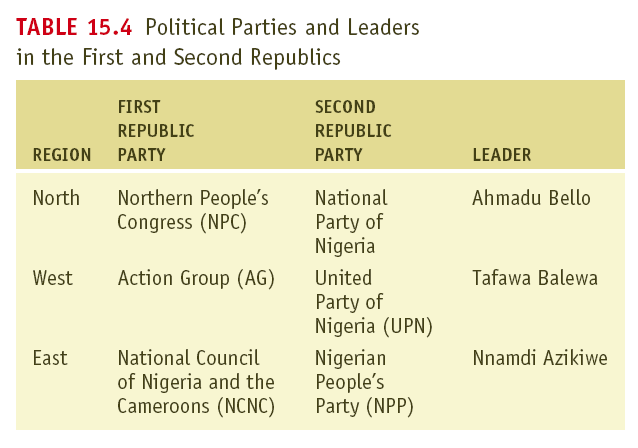 TABLE 15.4 Political Parties and Leaders
in the First and Second Republics
REGION
FIRST
REPUBLIC
PARTY
SECOND
REPUBLIC
PARTY
LEADER
North
Northern People's
Congress (NPC)
National
Party of
Nigeria
Ahmadu Bello
West
Action Group (AG)
United
Party of
Nigeria (UPN)
Tafawa Balewa
East
National Council
of Nigeria and the
Cameroons (NCNC)
Nigerian
People's
Party (NPP)
Nnamdi Azikiwe